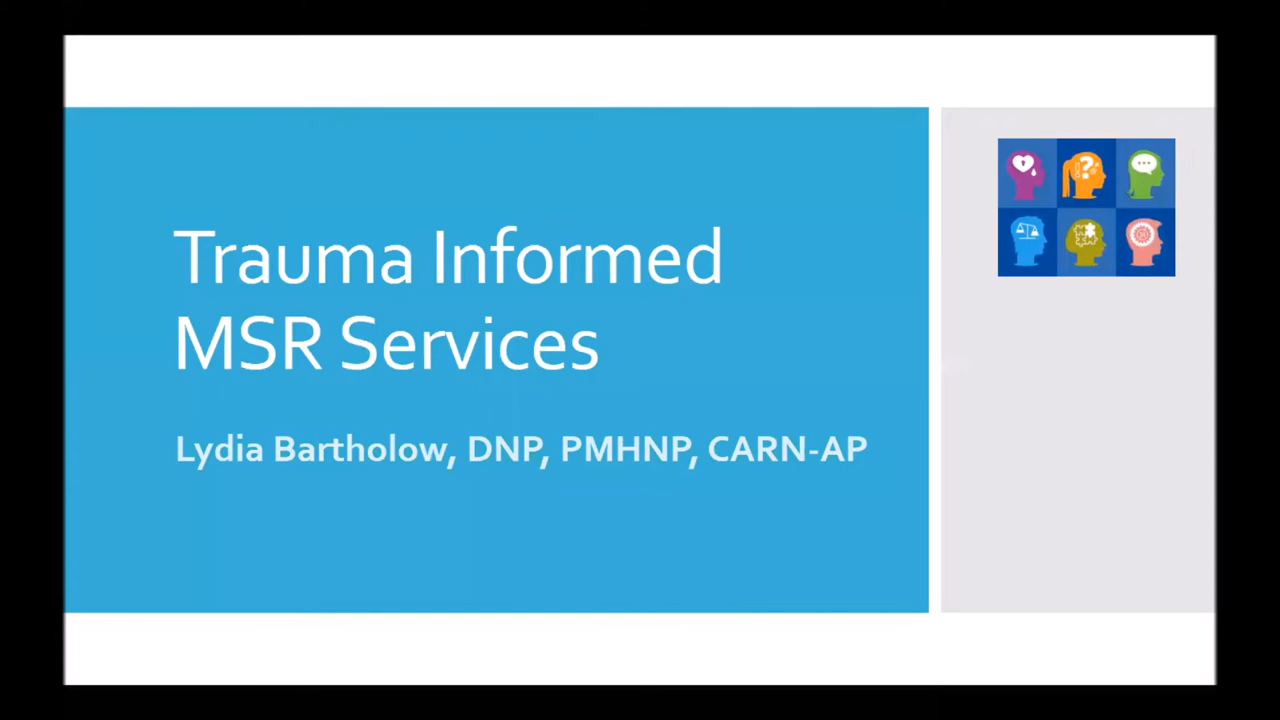 Trauma Informed
MSR Services
Lydia Bartholow, DNP, PMHNP, CARN-AP